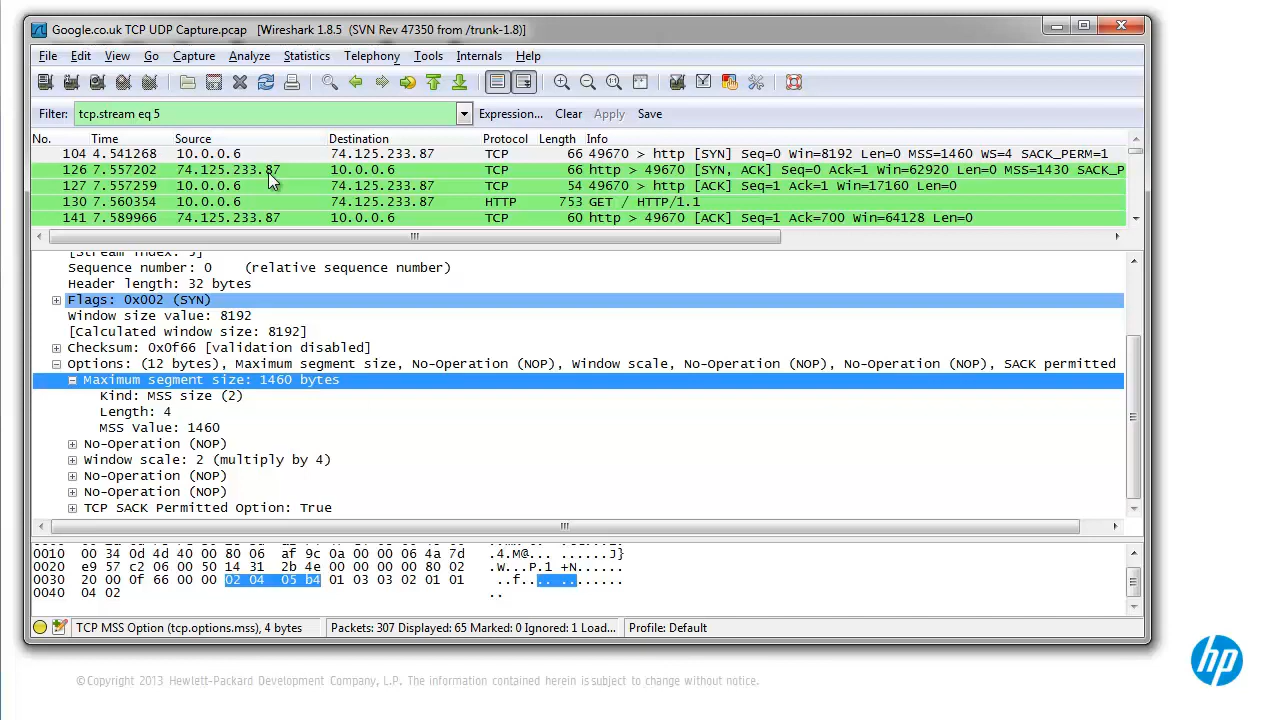 Google.co.uk TCP UDP Capture.pcap [Wireshark 1.8.5 (SVN Rev 47350 from /trunk-1.8)]
File Edit View Go Capture Analyze Statistics Telephony Tools Internals Help
Filter: tcp.stream eq 5 Expression... Clear Apply Save
No. Time Source Destination Protocol Length Info
104 4.541268 10.0.0.6 74.125.233.87 TCP 66 49670 > http [SYN] Seq=0 Win=8192 Len=0 MSS=1460 WS=4 SACK_PERM=1
126 7.557202 74.125.233.87 10.0.0.6 TCP 66 http > 49670 [SYN, ACK] Seq=0 Ack=1 Win=62920 Len=0 MSS=1430 SACK_P
127 7.557259 10.0.0.6 74.125.233.87 TCP 54 49670 > http [ACK] Seq=1 Ack=1 Win=17160 Len=0
130 7.560354 10.0.0.6 74.125.233.87 HTTP 753 GET / HTTP/1.1
141 7.589966 74.125.233.87 10.0.0.6 TCP 60 http > 49670 [ACK] Seq=1 Ack=700 Win=64128 Len=0
[Stream index: 5]
Sequence number: 0 (relative sequence number)
Header length: 32 bytes
Flags: 0x002 (SYN)
Window size value: 8192
[Calculated window size: 8192]
Checksum: 0x0f66 [validation disabled]
Options: (12 bytes), Maximum segment size, No-Operation (NOP), Window scale, No-Operation (NOP), No-Operation (NOP), SACK permitted
Maximum segment size: 1460 bytes
Kind: MSS size (2)
Length: 4
MSS Value: 1460
No-Operation (NOP)
Window scale: 2 (multiply by 4)
No-Operation (NOP)
No-Operation (NOP)
TCP SACK Permitted Option: True
0010 00 34 0d 4d 40 00 80 06 af 9c 0a 00 00 06 4a 7d .4.M@... ......J}
0020 e9 57 c2 06 00 50 14 31 2b 4e 00 00 00 00 80 02 .W...P.1 +N......
0030 20 00 0f 66 00 00 02 04 05 b4 01 03 03 02 01 01 ..f..... ........
0040 04 02 ..
TCP MSS Option (tcp.options.mss), 4 bytes Packets: 307 Displayed: 65 Marked: 0 Ignored: 1 Load... Profile: Default
©Copyright 2013 Hewlett-Packard Development Company, L.P. The information contained herein is subject to change without notice.
hp